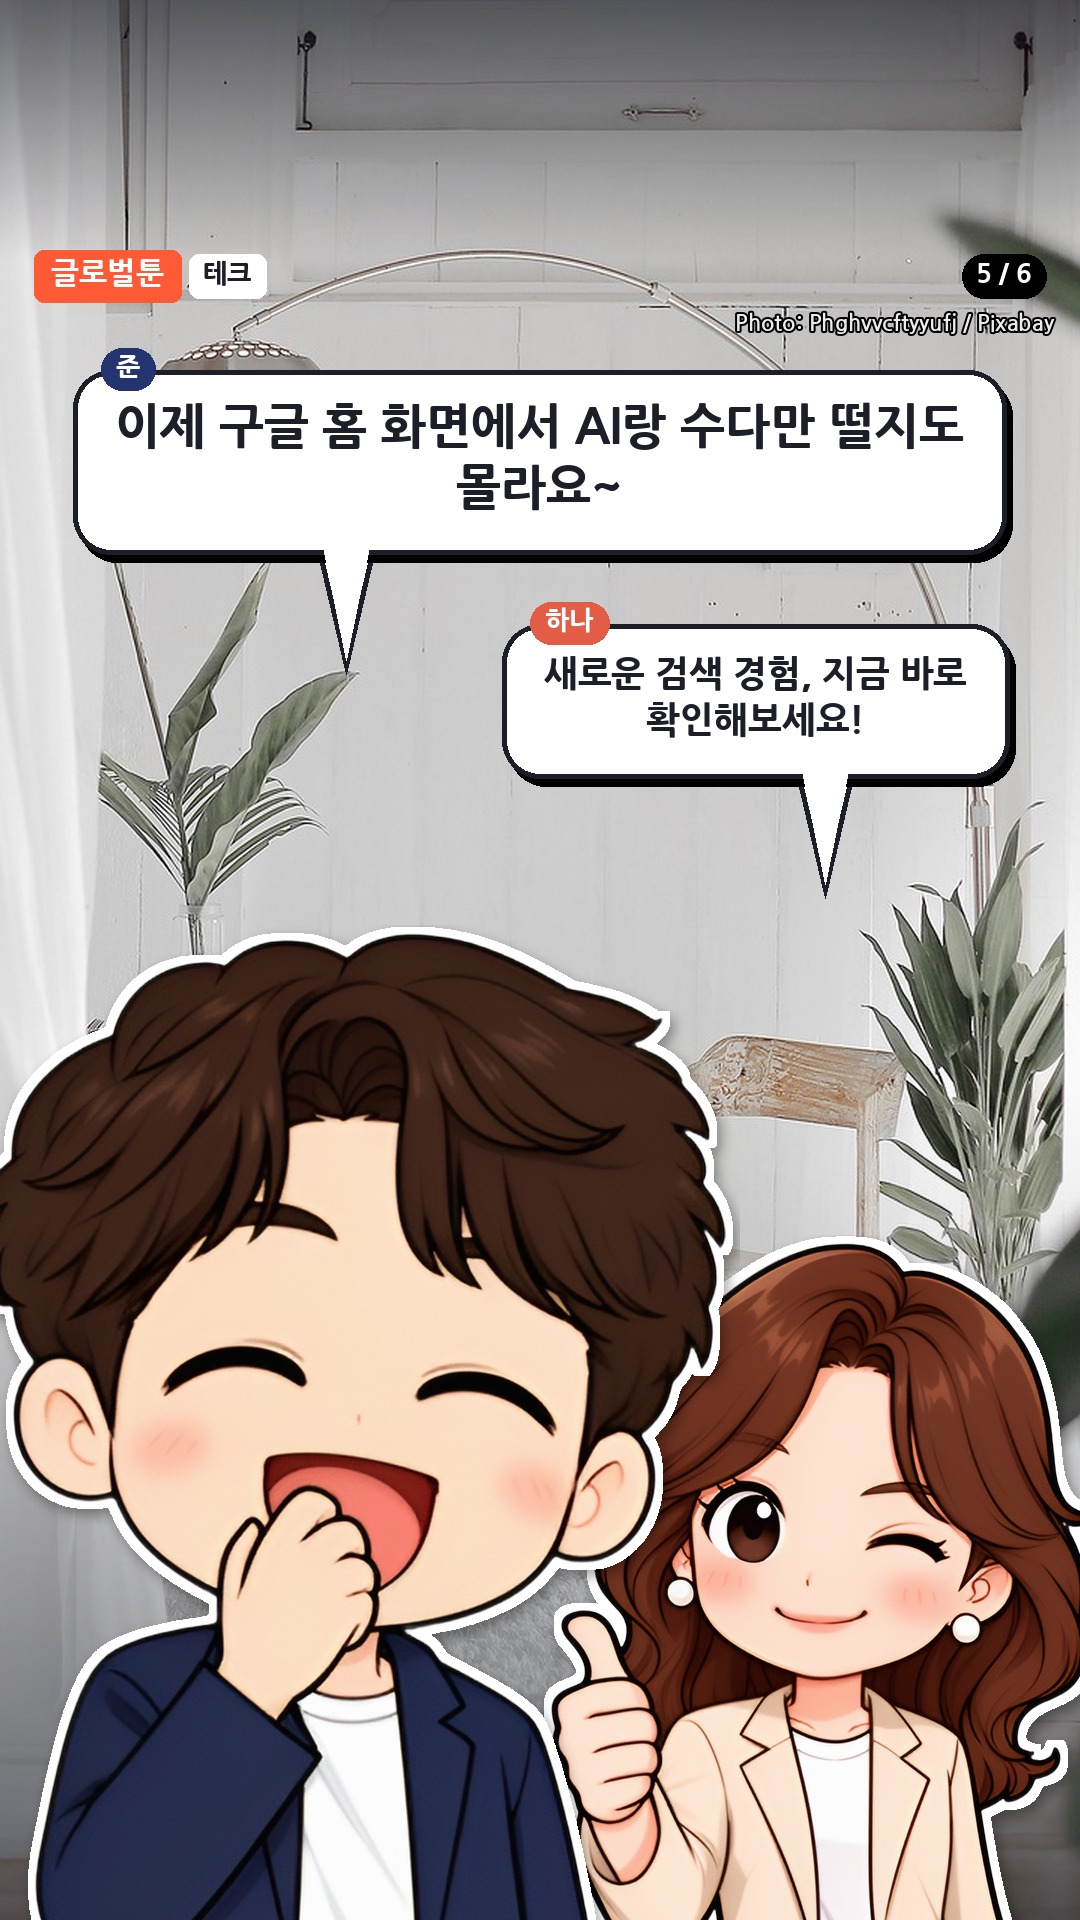 글로벌툰
테크
5 / 6
Photo: Phghvvcftyyufj / Pixabay
준
이제 구글 홈 화면에서 AI랑 수다만 떨지도
몰라요~
하나
새로운 검색 경험, 지금 바로
확인해보세요!